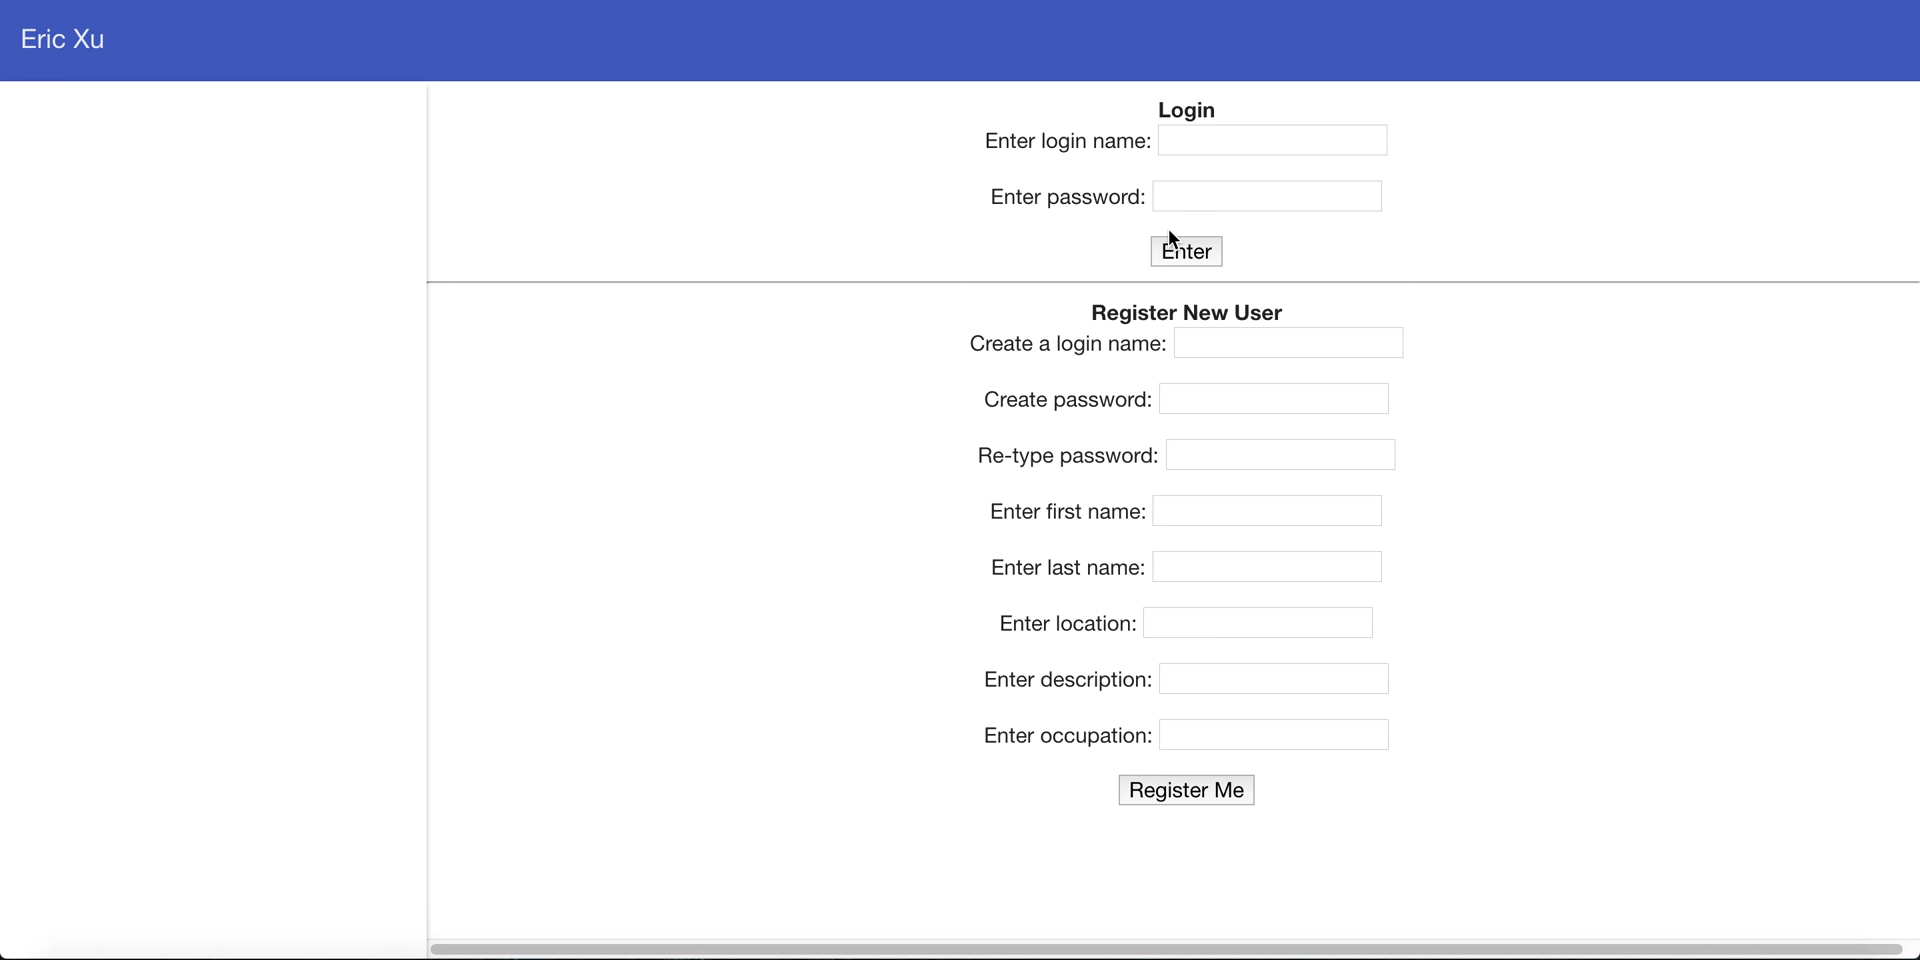 Eric Xu
Login
Enter login name:
Enter password:
Enter
Register New User
Create a login name:
Create password:
Re-type password:
Enter first name:
Enter last name:
Enter location:
Enter description:
Enter occupation:
Register Me